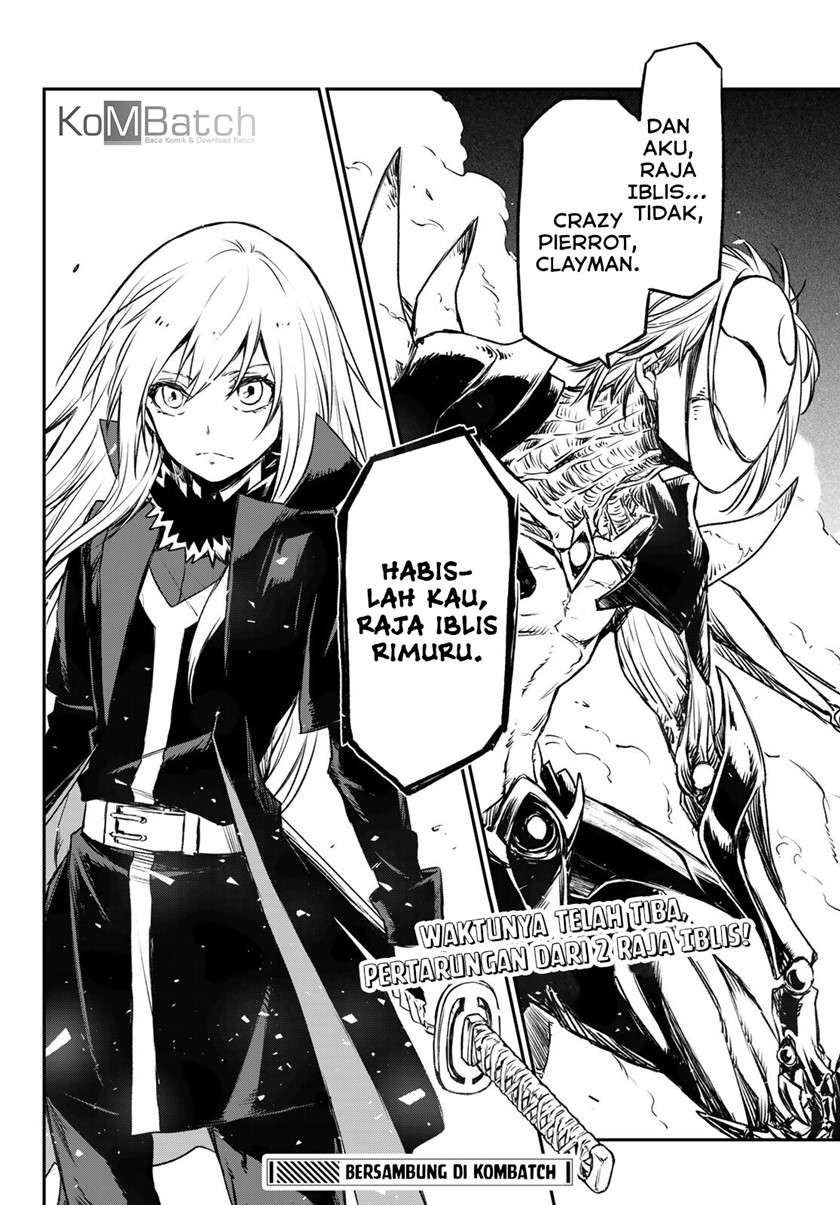 KoMBatch
Baca Komik & Download Batch
DAN
AKU,
RAJA
IBLIS...
TIDAK,
CRAZY
PIERROT,
CLAYMAN.
HABIS-
LAH KAU,
RAJA IBLIS
RIMURU.
WAKTUNYA TELAH TIBA,
PERTARUNGAN DARI 2 RAJA IBLIS!
BERSAMBUNG DI KOMBATCH